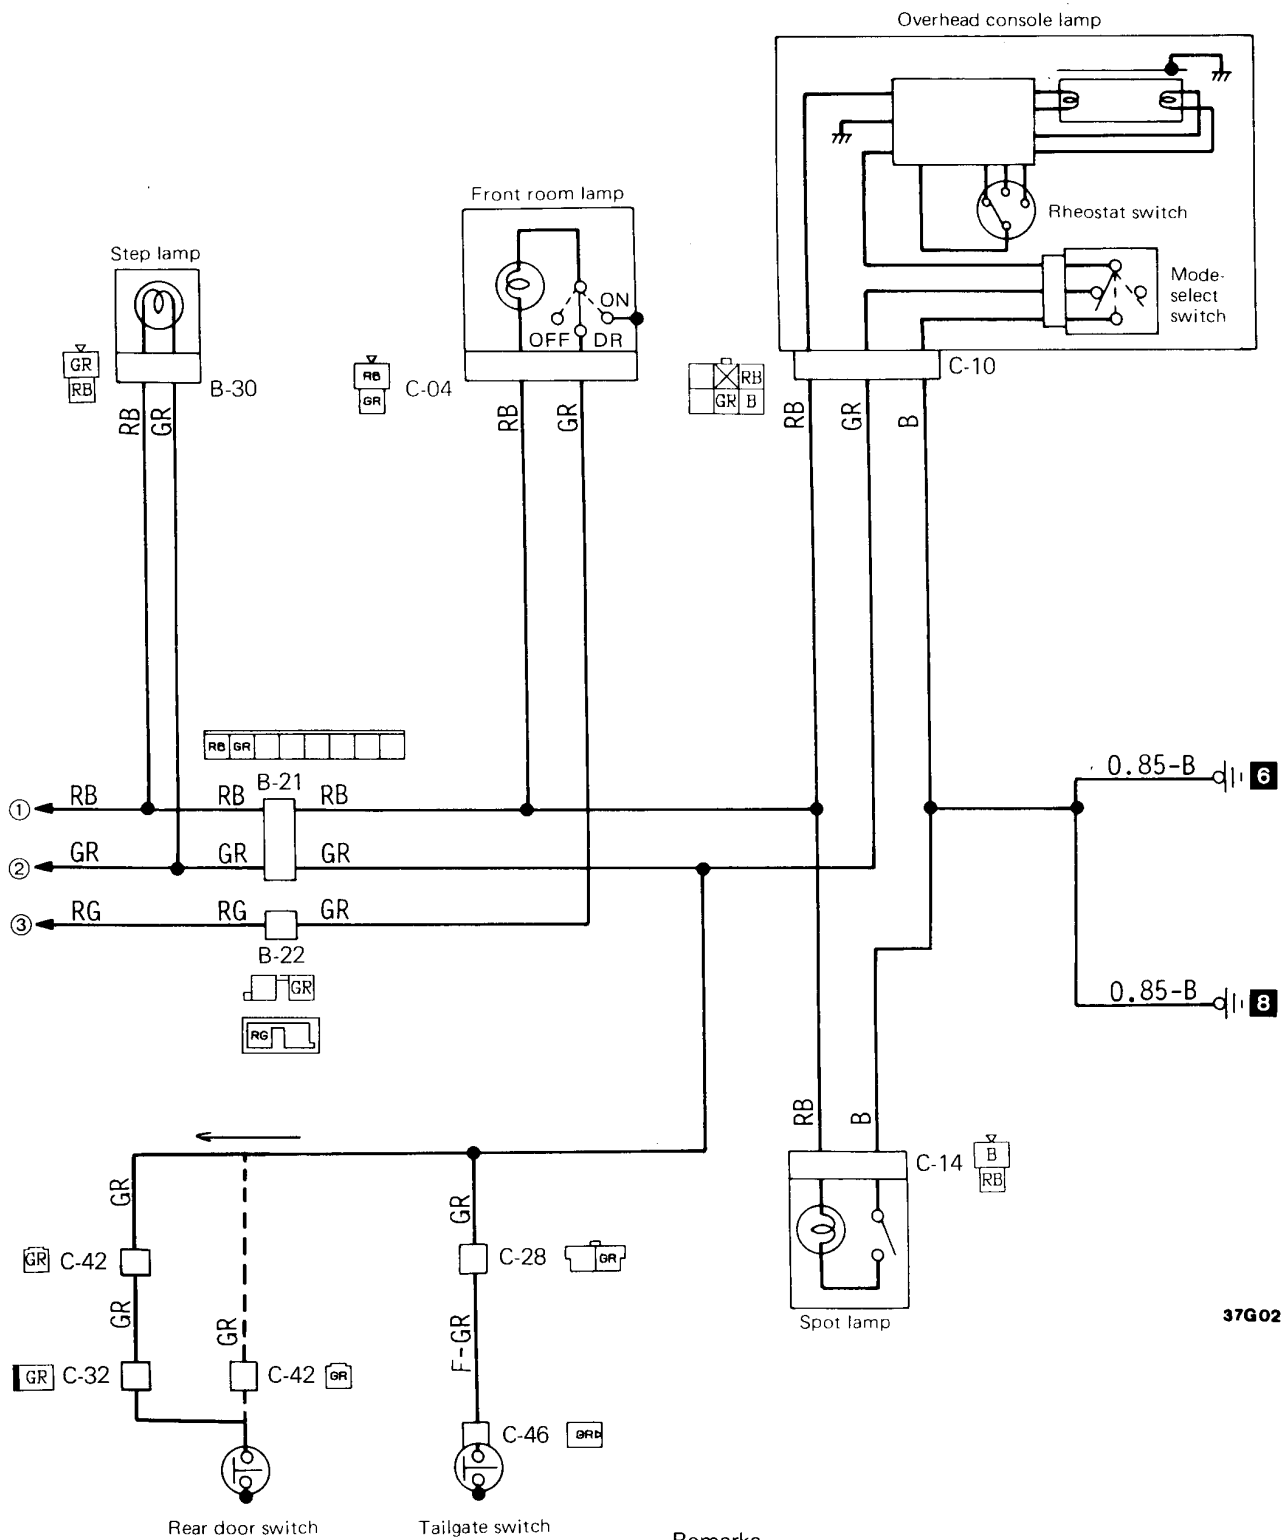 Overhead console lamp
Front room lamp
Rheostat switch
Step lamp
Mode-
select
switch
ON
OFF DR
GR
RB
B-30
RB
GR
C-04
RB
GR B
C-10
RB
GR
RB
GR
RB
GR
B
RB GR
B-21
0.85-B 6
① RB RB RB
② GR GR GR
③ RG RG GR
B-22
GR
RG
0.85-B 8
RB
B
C-14
B
RB
GR
GR
GR C-42
C-28 GR
GR
GR
F-GR
Spot lamp
37G02
GR C-32
C-42 GR
C-46 GR
Rear door switch
Tailgate switch